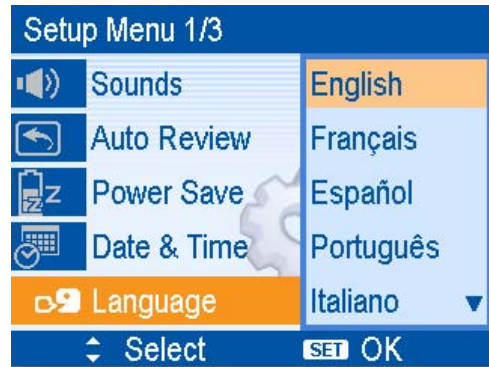 Setup Menu 1/3
Sounds
Auto Review
Power Save
Date & Time
Language
English
Français
Español
Português
Italiano
Select SET OK